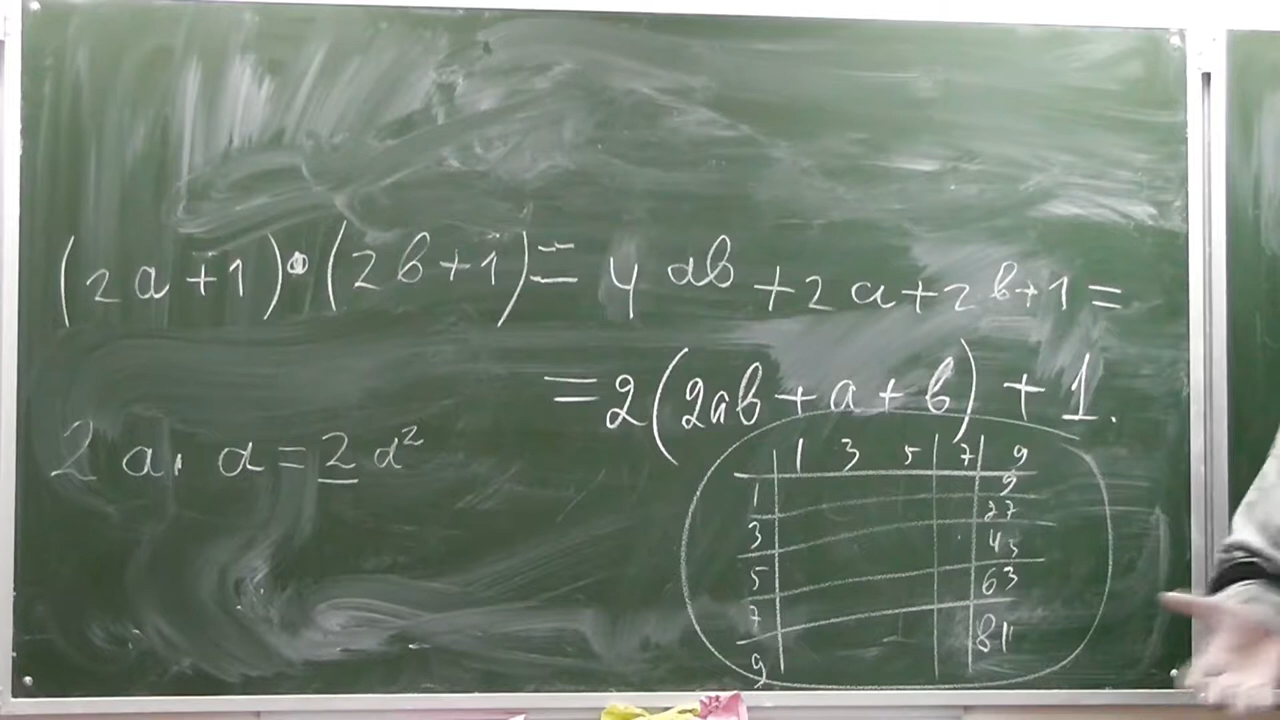 (2a+1)•(2b+1)= 4ab+2a+2b+1=
=2(2ab+a+b)+1.
2a·a=2a²
1 3 5 7 9
1 9
3 27
5 45
7 63
9 81